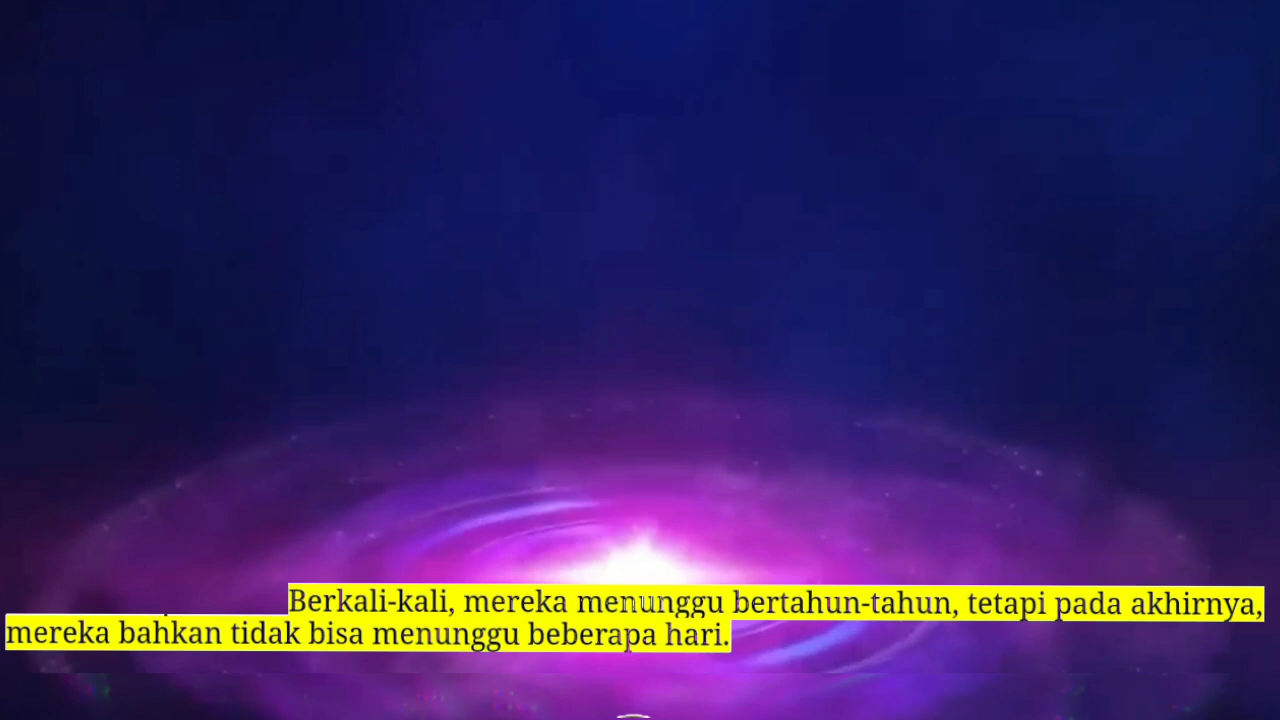 Berkali-kali, mereka menunggu bertahun-tahun, tetapi pada akhirnya,
mereka bahkan tidak bisa menunggu beberapa hari.